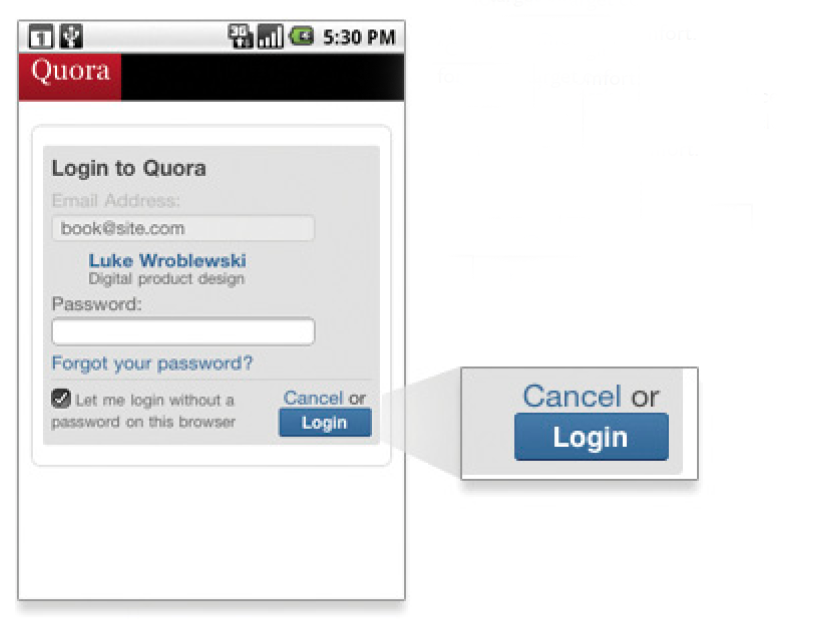 1 3G 5:30 PM
Quora
Login to Quora
Email Address:
book@site.com
Luke Wroblewski
Digital product design
Password:
Forgot your password?
Let me login without a
password on this browser
Cancel or
Login
Cancel or
Login